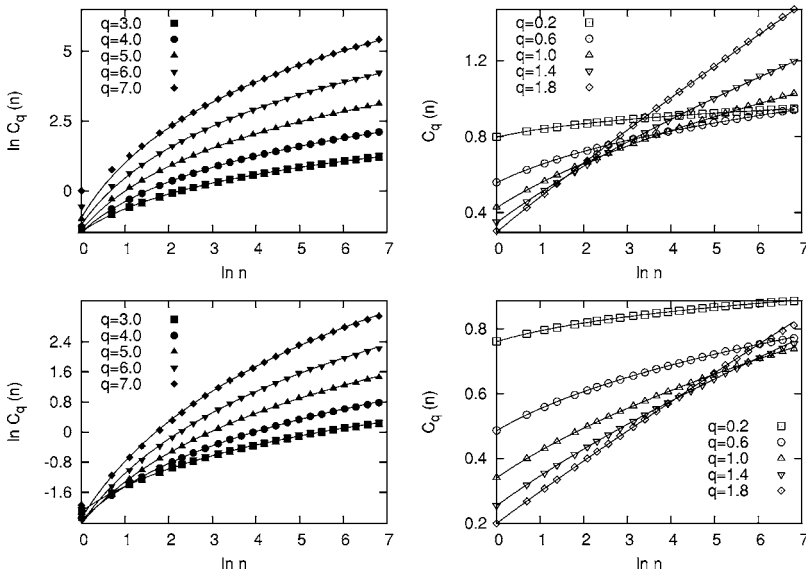 q=3.0
q=4.0
q=5.0
q=6.0
q=7.0
5.5
2.5
0
ln C_q (n)
0 1 2 3 4 5 6 7
ln n
q=0.2
q=0.6
q=1.0
q=1.4
q=1.8
1.2
0.8
0.4
0.3
C_q (n)
0 1 2 3 4 5 6 7
ln n
q=3.0
q=4.0
q=5.0
q=6.0
q=7.0
2.4
1.6
0.8
0
-0.8
-1.6
ln C_q (n)
0 1 2 3 4 5 6 7
ln n
0.8
0.6
0.4
0.2
C_q (n)
q=0.2
q=0.6
q=1.0
q=1.4
q=1.8
0 1 2 3 4 5 6 7
ln n